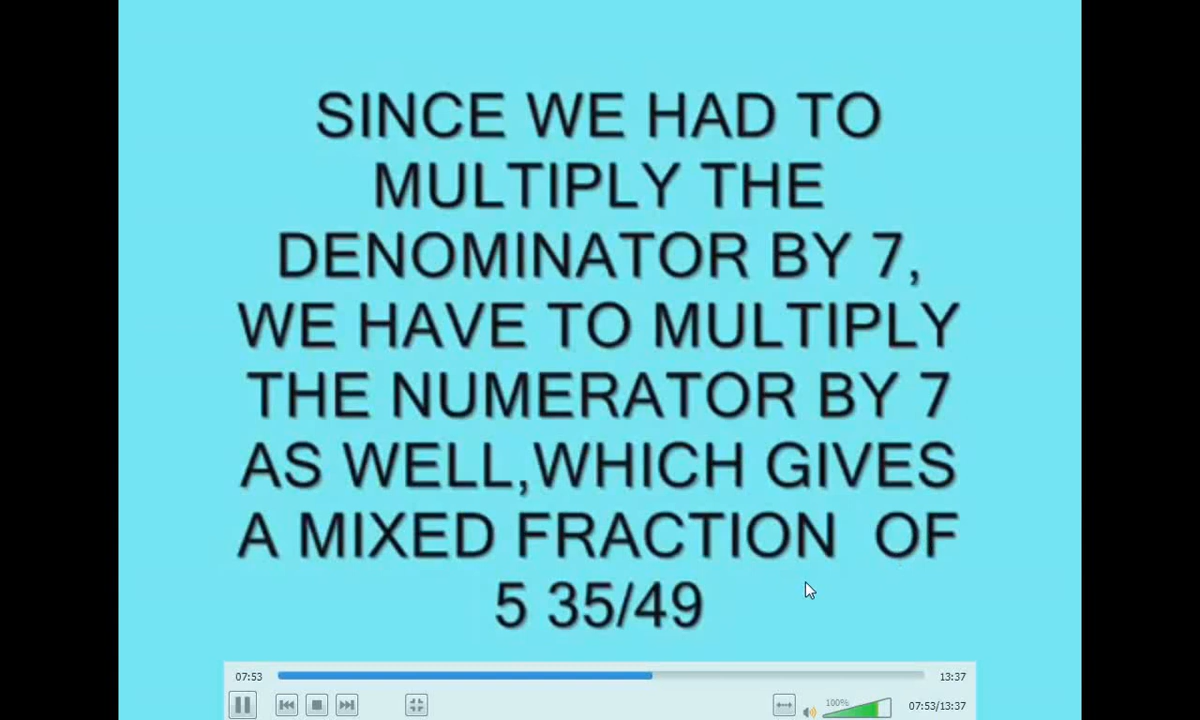 SINCE WE HAD TO
MULTIPLY THE
DENOMINATOR BY 7,
WE HAVE TO MULTIPLY
THE NUMERATOR BY 7
AS WELL,WHICH GIVES
A MIXED FRACTION OF
5 35/49
07:53 13:37
100%
07:53/13:37